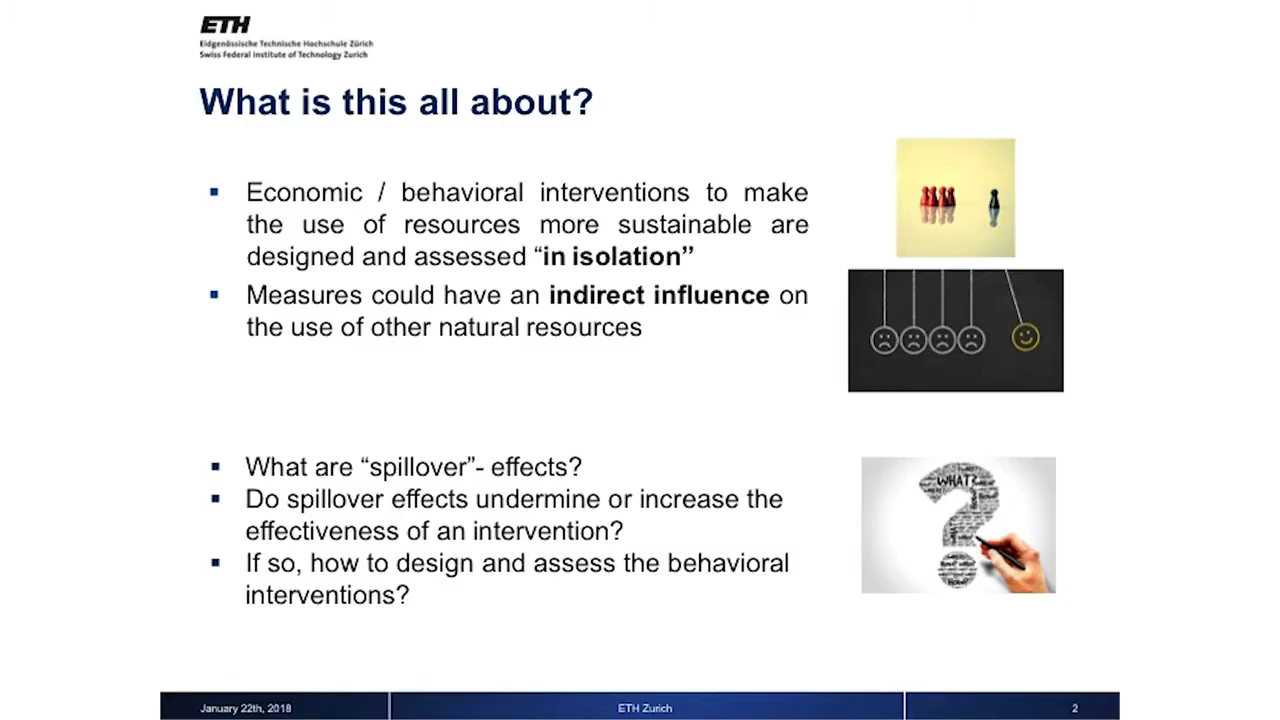 ETH
Eidgenössische Technische Hochschule Zürich
Swiss Federal Institute of Technology Zurich
What is this all about?
▪ Economic / behavioral interventions to make
the use of resources more sustainable are
designed and assessed “in isolation”
▪ Measures could have an indirect influence on
the use of other natural resources
▪ What are “spillover”- effects?
▪ Do spillover effects undermine or increase the
effectiveness of an intervention?
▪ If so, how to design and assess the behavioral
interventions?
WHAT?
January 22th, 2018
ETH Zurich
2